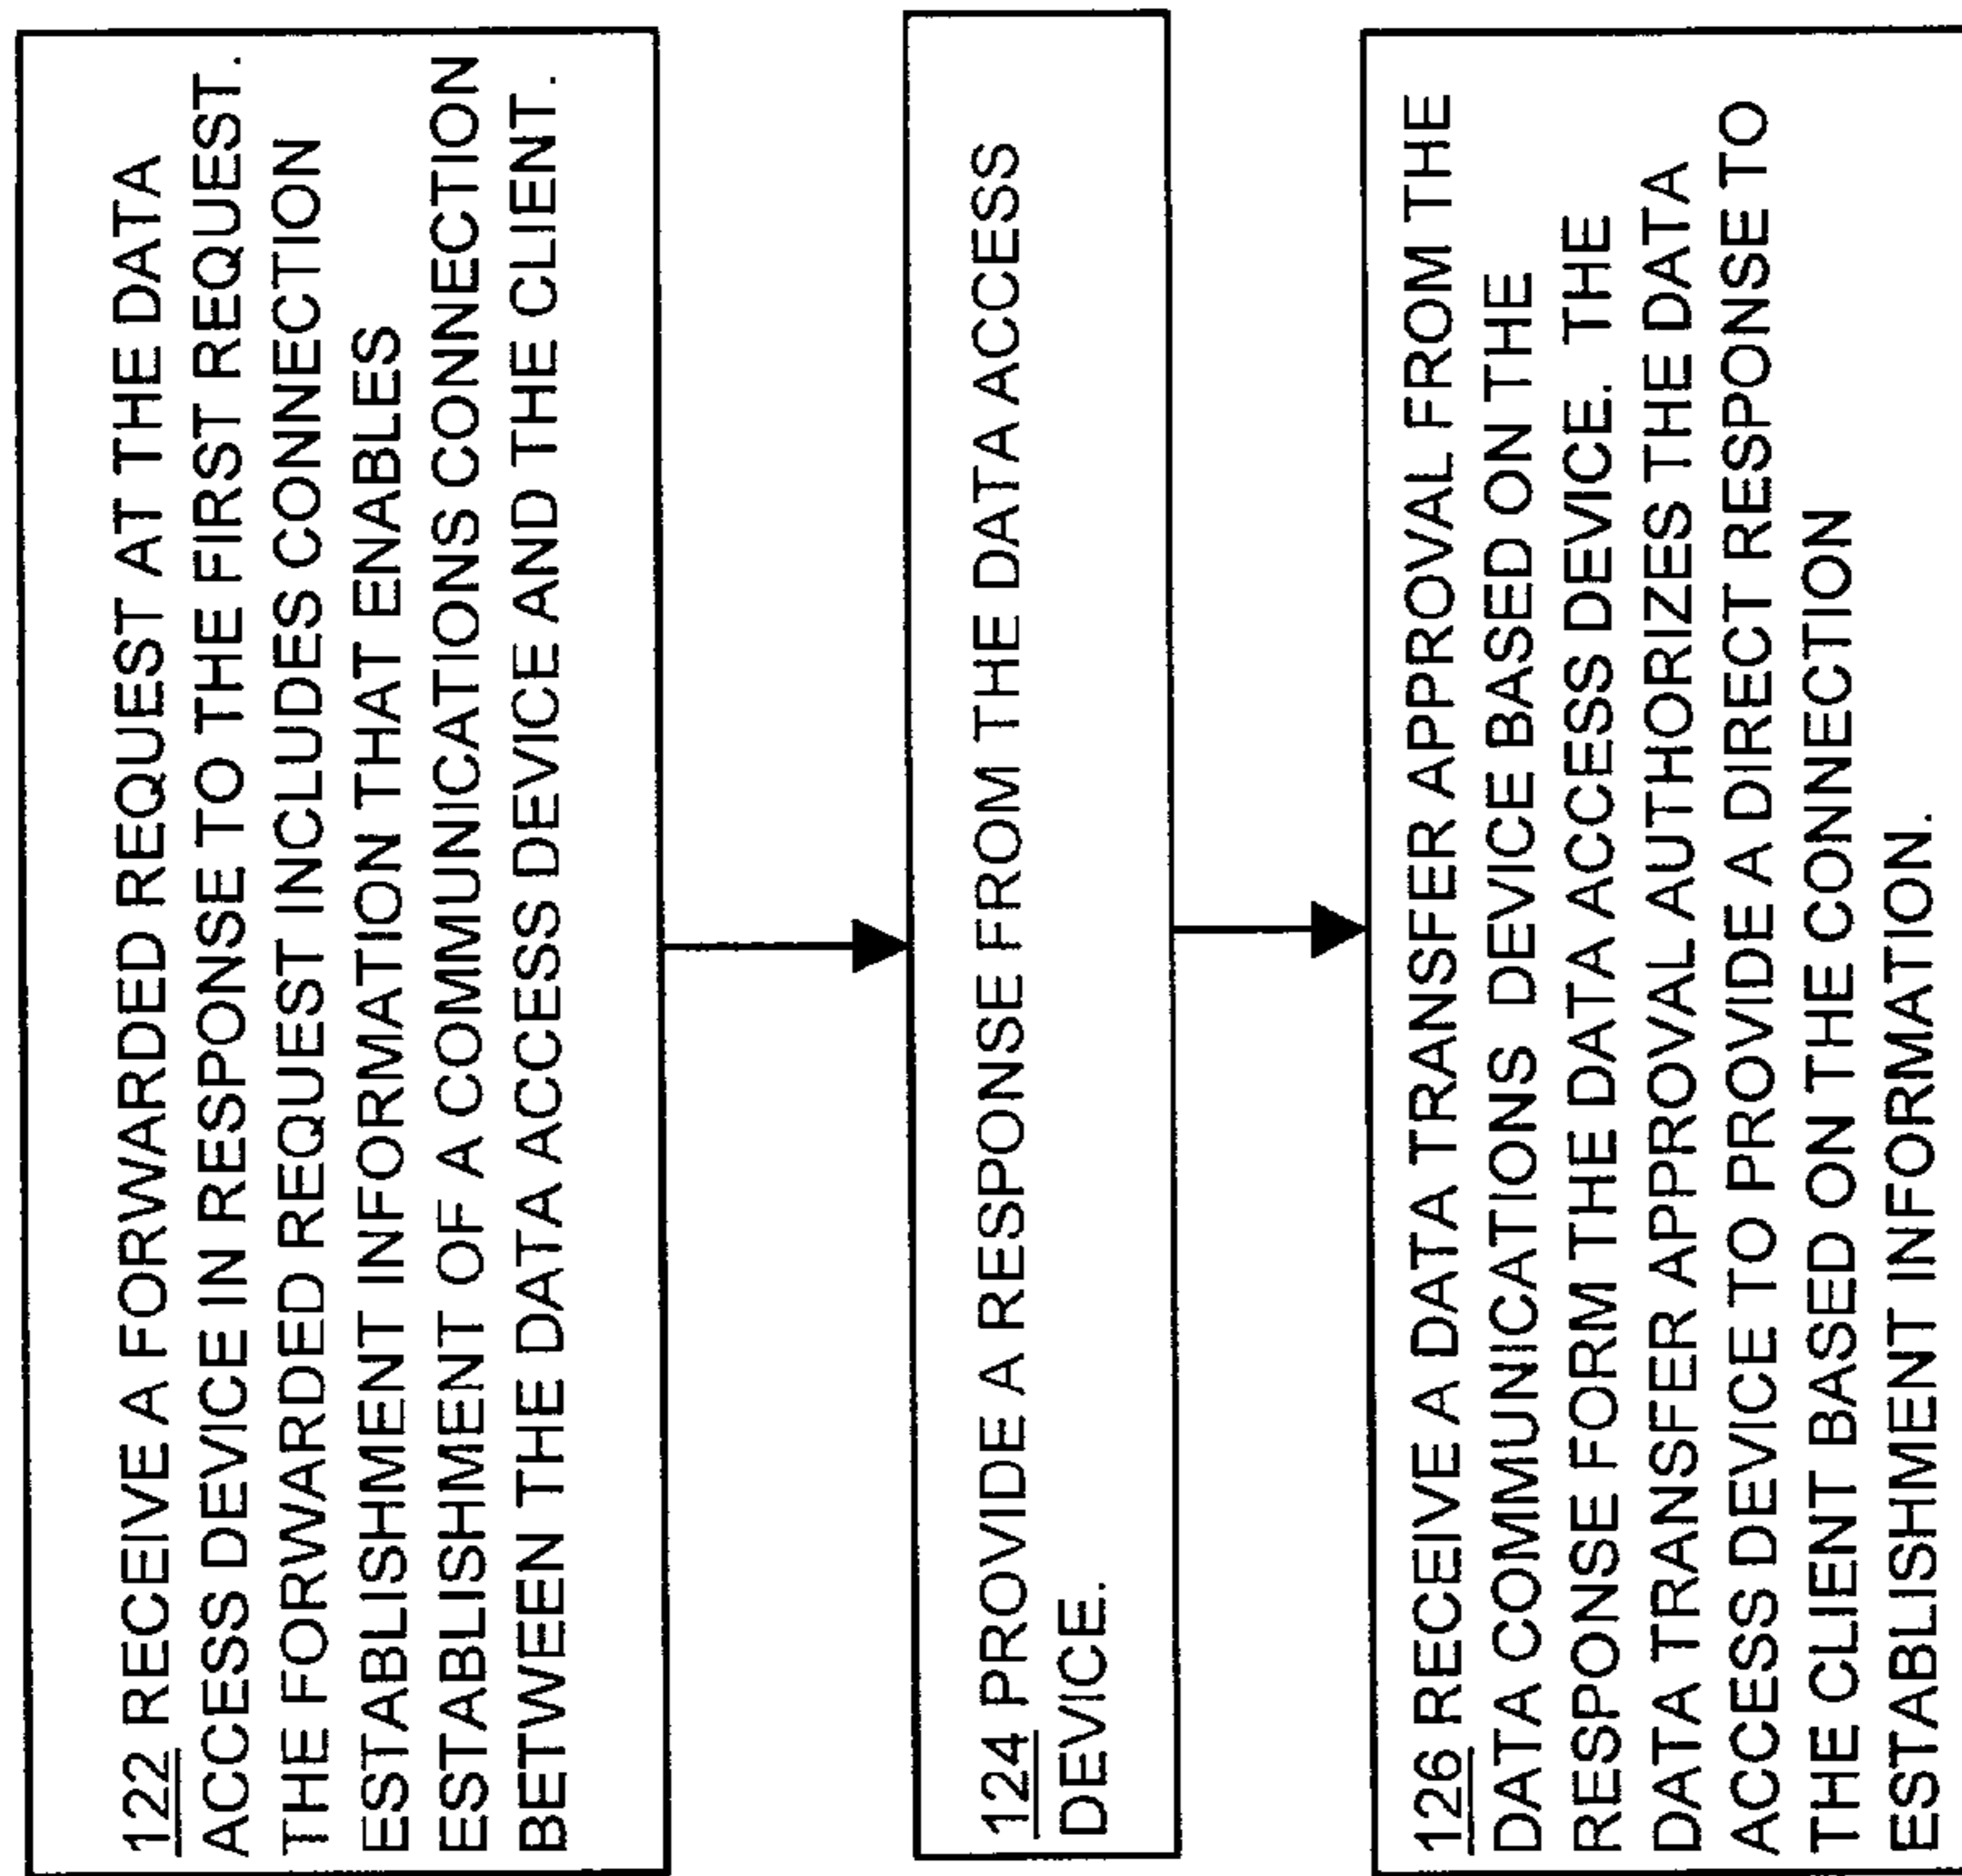 122 RECEIVE A FORWARDED REQUEST AT THE DATA
ACCESS DEVICE IN RESPONSE TO THE FIRST REQUEST.
THE FORWARDED REQUEST INCLUDES CONNECTION
ESTABLISHMENT INFORMATION THAT ENABLES
ESTABLISHMENT OF A COMMUNICATIONS CONNECTION
BETWEEN THE DATA ACCESS DEVICE AND THE CLIENT.
124 PROVIDE A RESPONSE FROM THE DATA ACCESS
DEVICE.
126 RECEIVE A DATA TRANSFER APPROVAL FROM THE
DATA COMMUNICATIONS DEVICE BASED ON THE
RESPONSE FORM THE DATA ACCESS DEVICE. THE
DATA TRANSFER APPROVAL AUTHORIZES THE DATA
ACCESS DEVICE TO PROVIDE A DIRECT RESPONSE TO
THE CLIENT BASED ON THE CONNECTION
ESTABLISHMENT INFORMATION.